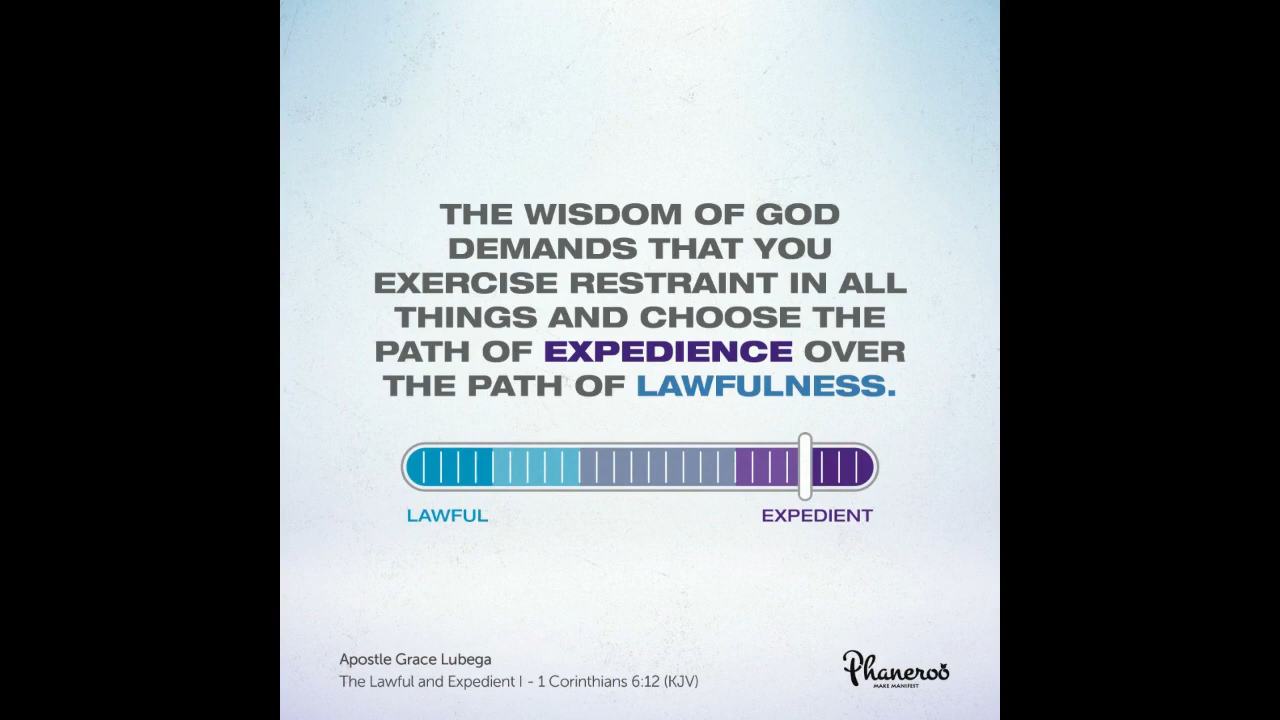 THE WISDOM OF GOD
DEMANDS THAT YOU
EXERCISE RESTRAINT IN ALL
THINGS AND CHOOSE THE
PATH OF EXPEDIENCE OVER
THE PATH OF LAWFULNESS.
LAWFUL EXPEDIENT
Apostle Grace Lubega
The Lawful and Expedient I - 1 Corinthians 6:12 (KJV)
Phaneroo
MAKE MANIFEST